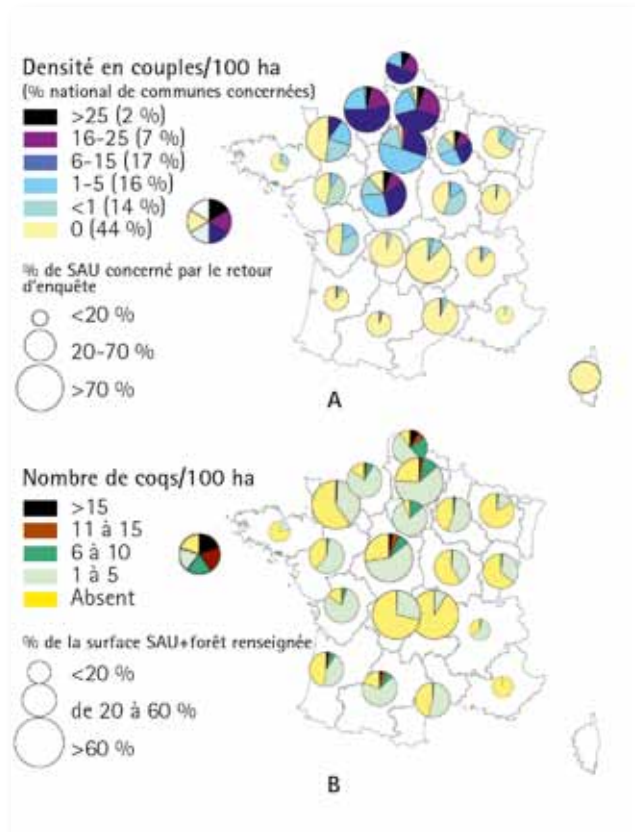 Densité en couples/100 ha
(% national de communes concernées)
>25 (2 %)
16-25 (7 %)
6-15 (17 %)
1-5 (16 %)
<1 (14 %)
0 (44 %)
% de SAU concerné par le retour
d'enquête
<20 %
20-70 %
>70 %
A
Nombre de coqs/100 ha
>15
11 à 15
6 à 10
1 à 5
Absent
% de la surface SAU+forêt renseignée
<20 %
de 20 à 60 %
>60 %
B